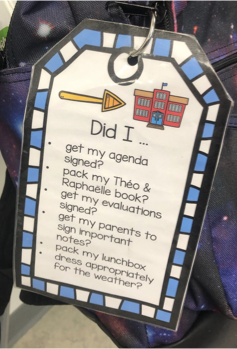 Did I ...
• get my agenda
signed?
• pack my Théo &
Raphaëlle book?
• get my evaluations
signed?
• get my parents to
sign important
notes?
• pack my lunchbox
• dress appropriately
for the weather?